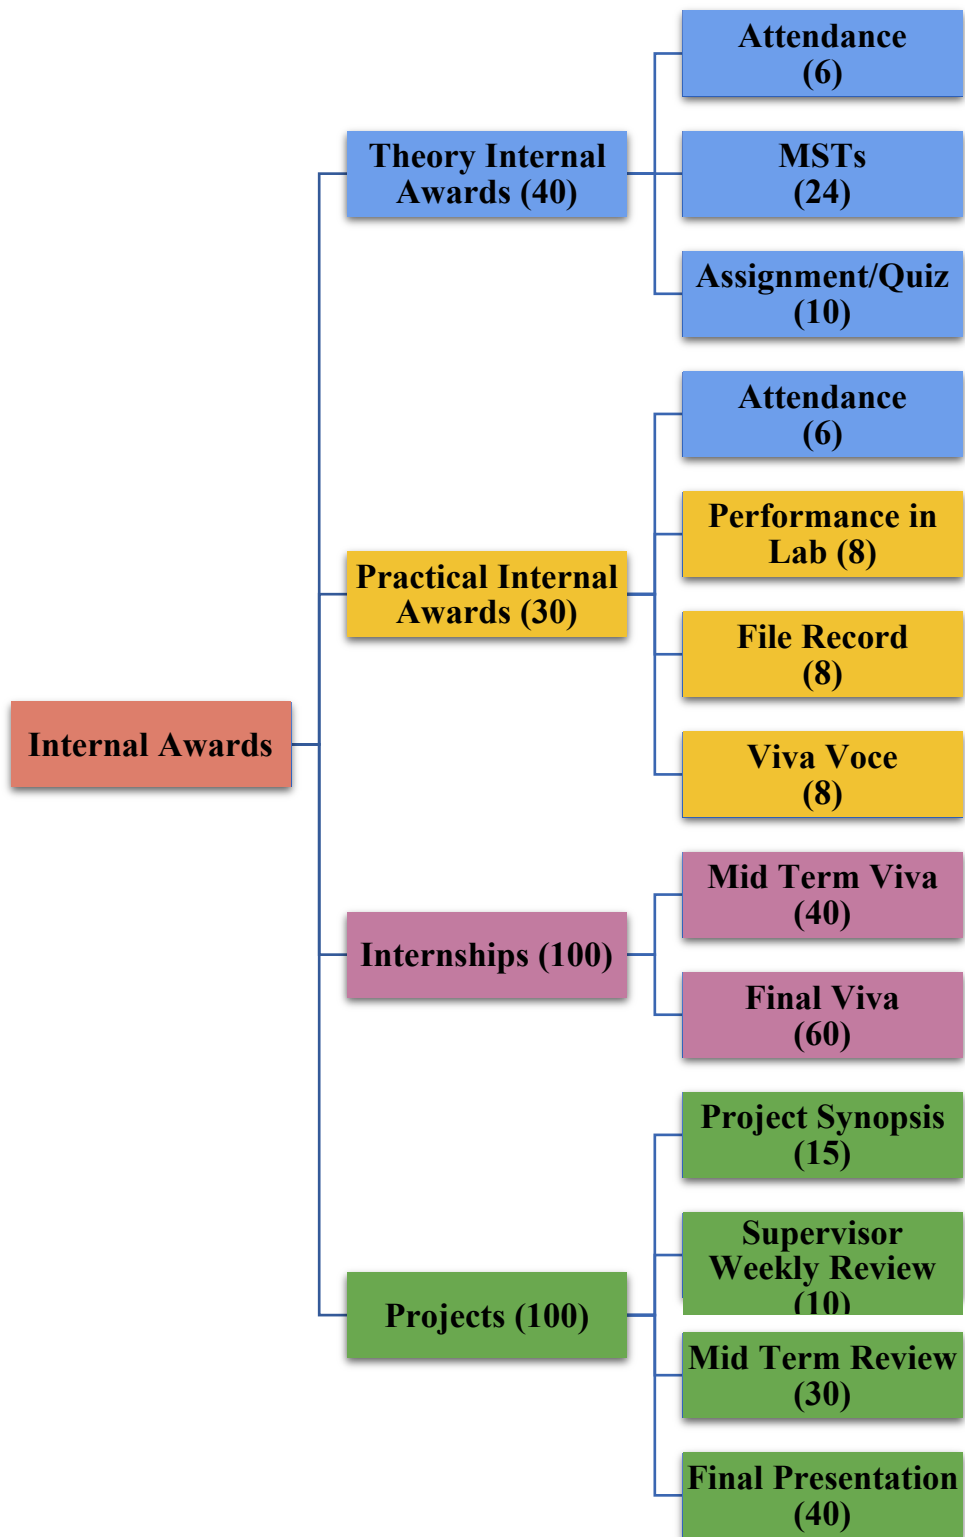 Internal Awards
Theory Internal
Awards (40)
Attendance
(6)
MSTs
(24)
Assignment/Quiz
(10)
Practical Internal
Awards (30)
Attendance
(6)
Performance in
Lab (8)
File Record
(8)
Viva Voce
(8)
Internships (100)
Mid Term Viva
(40)
Final Viva
(60)
Projects (100)
Project Synopsis
(15)
Supervisor
Weekly Review
(10)
Mid Term Review
(30)
Final Presentation
(40)